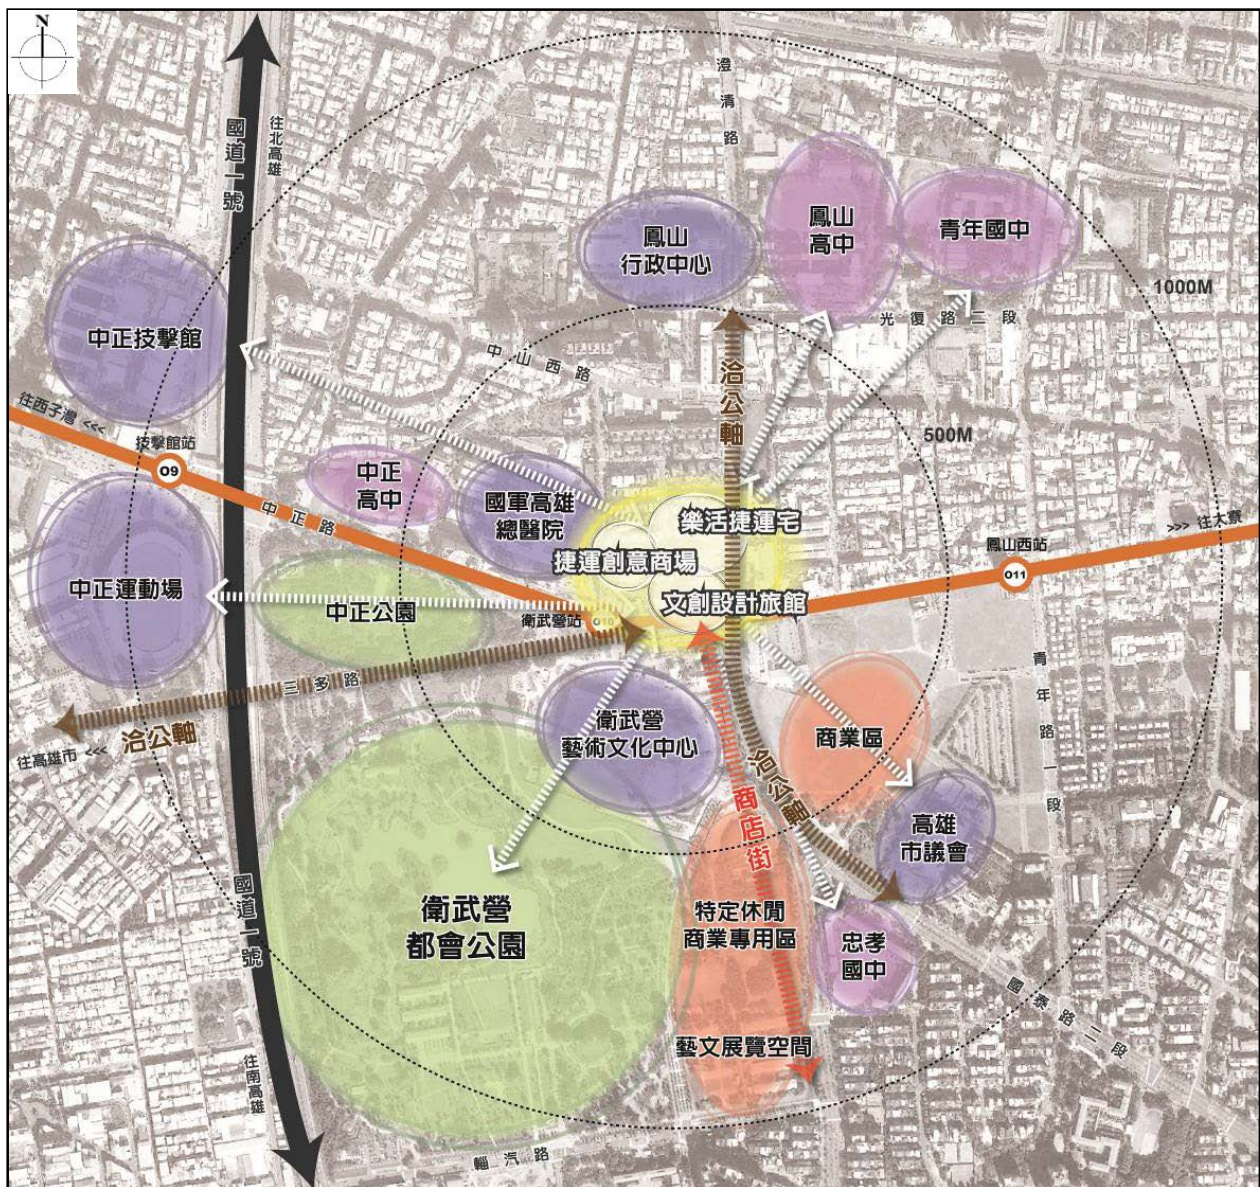 N
國道一號
往北高雄
澄清路
鳳山
行政中心
鳳山
高中
青年國中
1000M
光復路二段
中正技擊館
中山西路
洽公軸
往西子灣 <<<
技擊館站
O9
中正路
中正
高中
國軍高雄
總醫院
500M
樂活捷運宅
捷運創意商場
文創設計旅館
>>> 往大寮
鳳山西站
O11
中正運動場
中正公園
衛武營站
O10
三多路
洽公軸
往高雄市 <<<
衛武營
藝術文化中心
商業區
青年路一段
洽公軸
商店街
高雄
市議會
國道一號
衛武營
都會公園
特定休閒
商業專用區
忠孝
國中
國泰路二段
藝文展覽空間
往南高雄
輜汽路